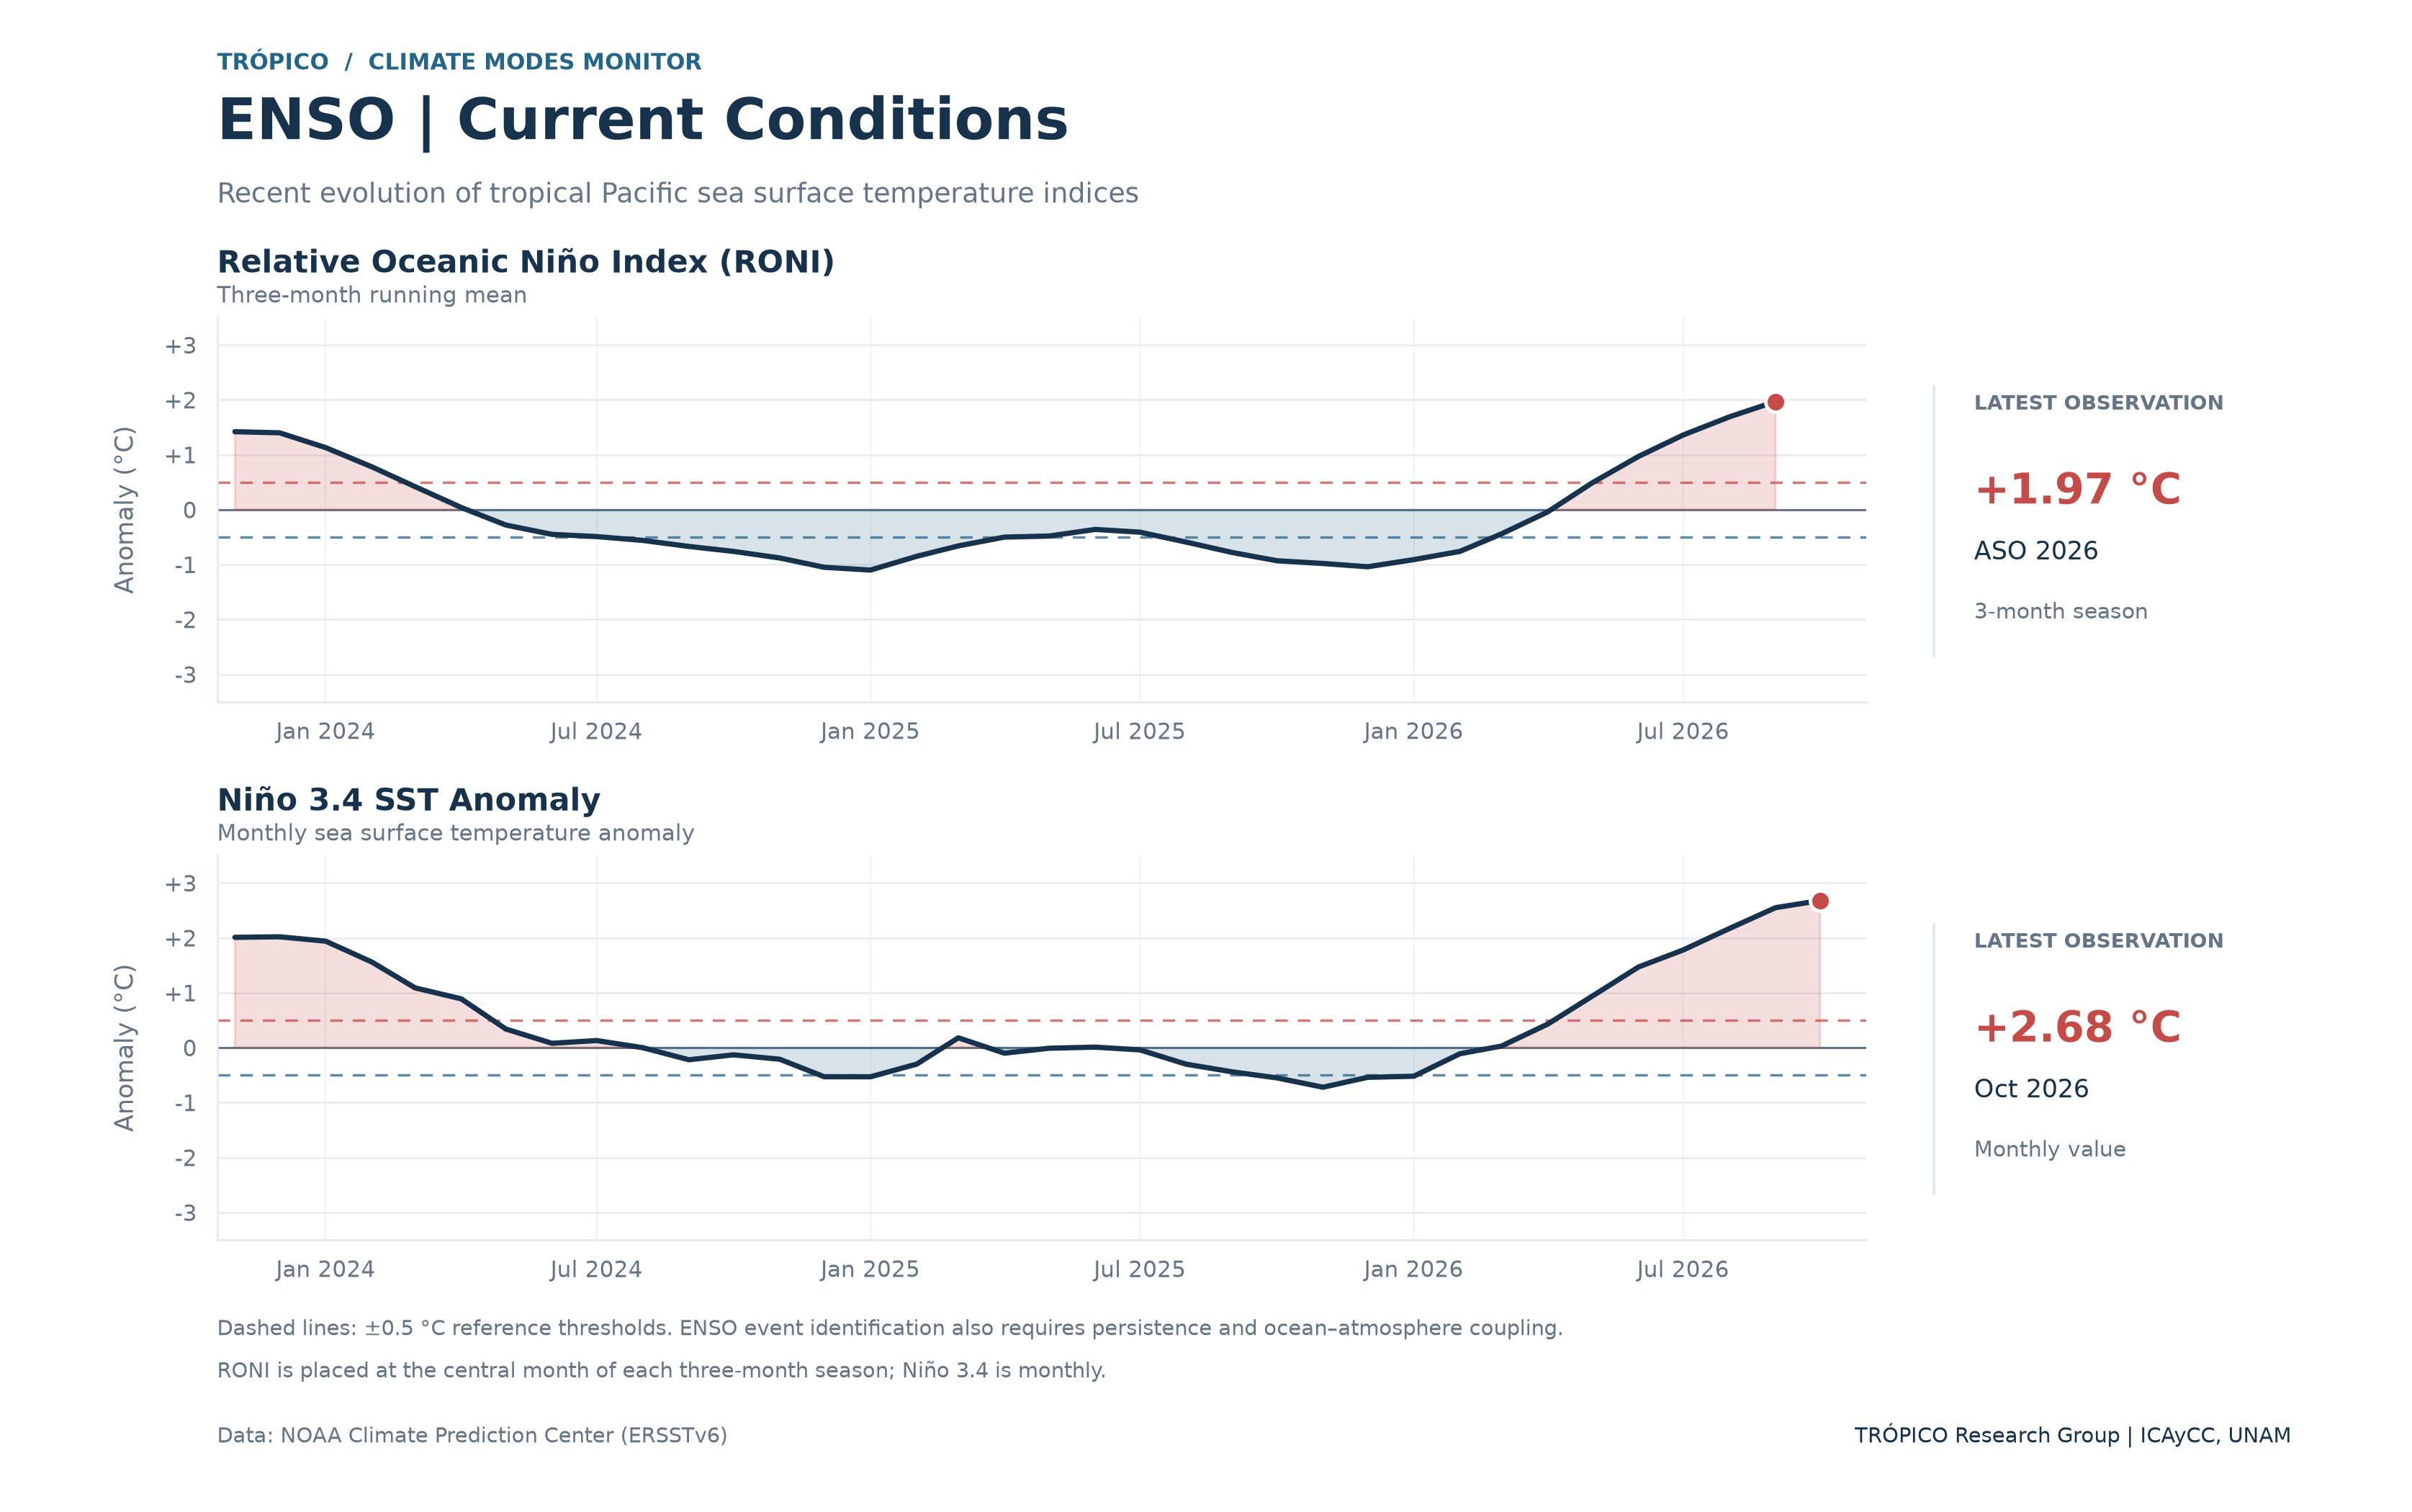 TRÓPICO / CLIMATE MODES MONITOR
ENSO | Current Conditions
Recent evolution of tropical Pacific sea surface temperature indices
Relative Oceanic Niño Index (RONI)
Three-month running mean
Anomaly (°C)
+3
+2
+1
0
-1
-2
-3
Jan 2024
Jul 2024
Jan 2025
Jul 2025
Jan 2026
Jul 2026
LATEST OBSERVATION
+1.97 °C
ASO 2026
3-month season
Niño 3.4 SST Anomaly
Monthly sea surface temperature anomaly
Anomaly (°C)
+3
+2
+1
0
-1
-2
-3
Jan 2024
Jul 2024
Jan 2025
Jul 2025
Jan 2026
Jul 2026
LATEST OBSERVATION
+2.68 °C
Oct 2026
Monthly value
Dashed lines: ±0.5 °C reference thresholds. ENSO event identification also requires persistence and ocean–atmosphere coupling.
RONI is placed at the central month of each three-month season; Niño 3.4 is monthly.
Data: NOAA Climate Prediction Center (ERSSTv6)
TRÓPICO Research Group | ICAyCC, UNAM